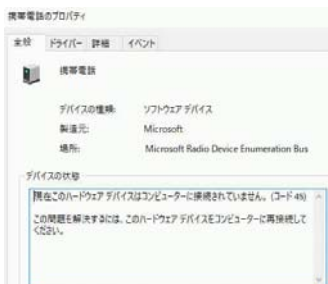 携帯電話のプロパティ
全般 ドライバー 詳細 イベント
携帯電話
デバイスの種類: ソフトウェア デバイス
製造元: Microsoft
場所: Microsoft Radio Device Enumeration Bus
デバイスの状態
現在このハードウェア デバイスはコンピューターに接続されていません。 (コード 45)
この問題を解決するには、このハードウェア デバイスをコンピューターに再接続して
ください。